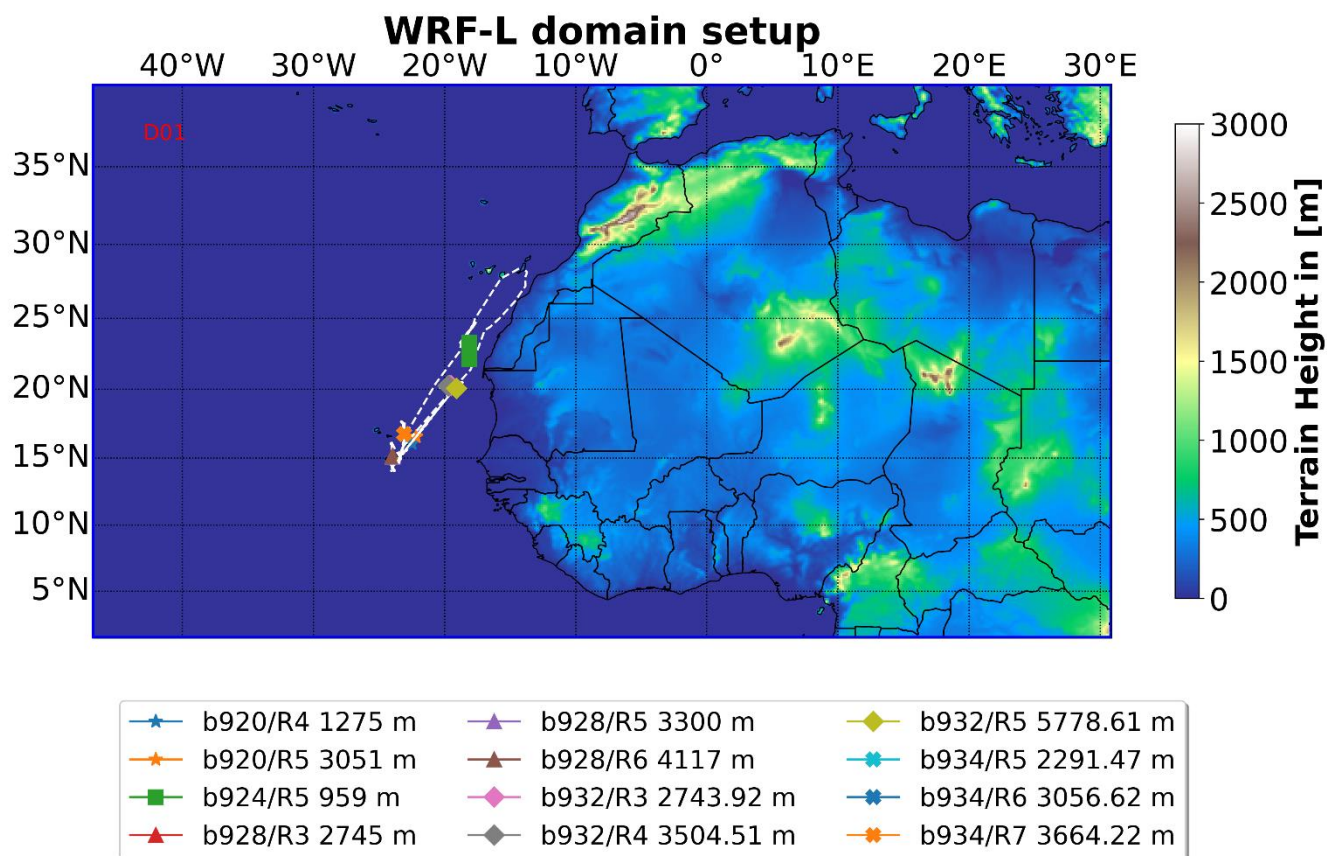 WRF-L domain setup
40°W 30°W 20°W 10°W 0° 10°E 20°E 30°E
D01
35°N
30°N
25°N
20°N
15°N
10°N
5°N
3000
2500
2000
1500
1000
500
0
Terrain Height in [m]
b920/R4 1275 m
b920/R5 3051 m
b924/R5 959 m
b928/R3 2745 m
b928/R5 3300 m
b928/R6 4117 m
b932/R3 2743.92 m
b932/R4 3504.51 m
b932/R5 5778.61 m
b934/R5 2291.47 m
b934/R6 3056.62 m
b934/R7 3664.22 m